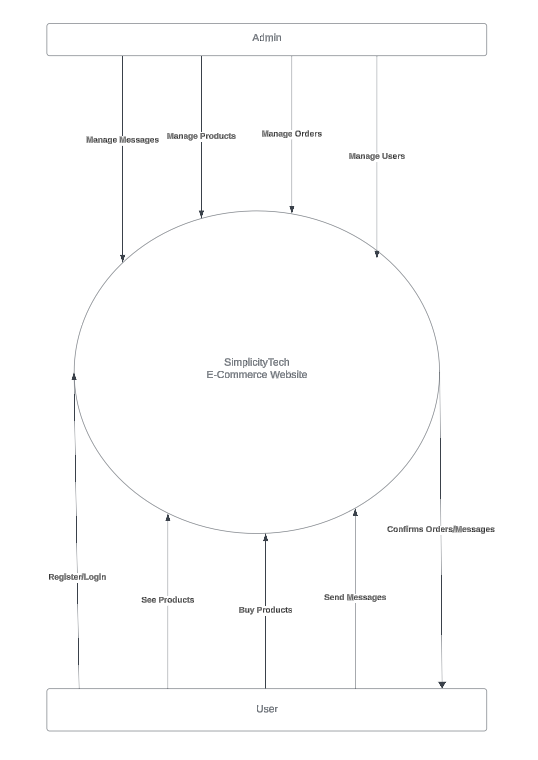 Admin
Manage Messages
Manage Products
Manage Orders
Manage Users
SimplicityTech
E-Commerce Website
Confirms Orders/Messages
Register/Login
See Products
Buy Products
Send Messages
User